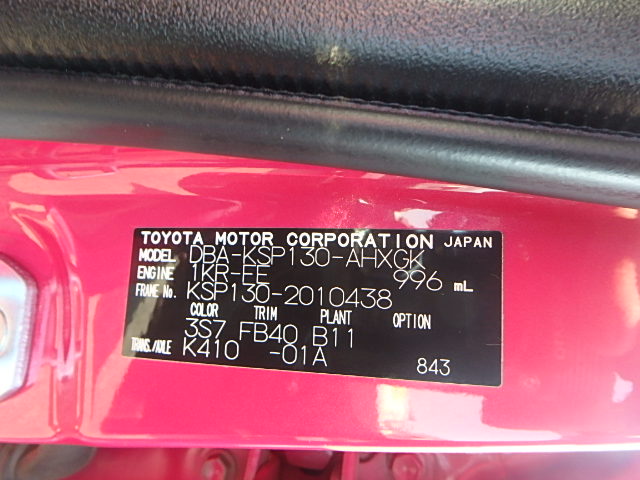 TOYOTA MOTOR CORPORATION JAPAN
MODEL DBA-KSP130-AHXGK
ENGINE 1KR-FE 996 mL
FRAME No. KSP130-2010438
COLOR TRIM PLANT OPTION
3S7 FB40 B11
TRANS./AXLE K410 -01A
843